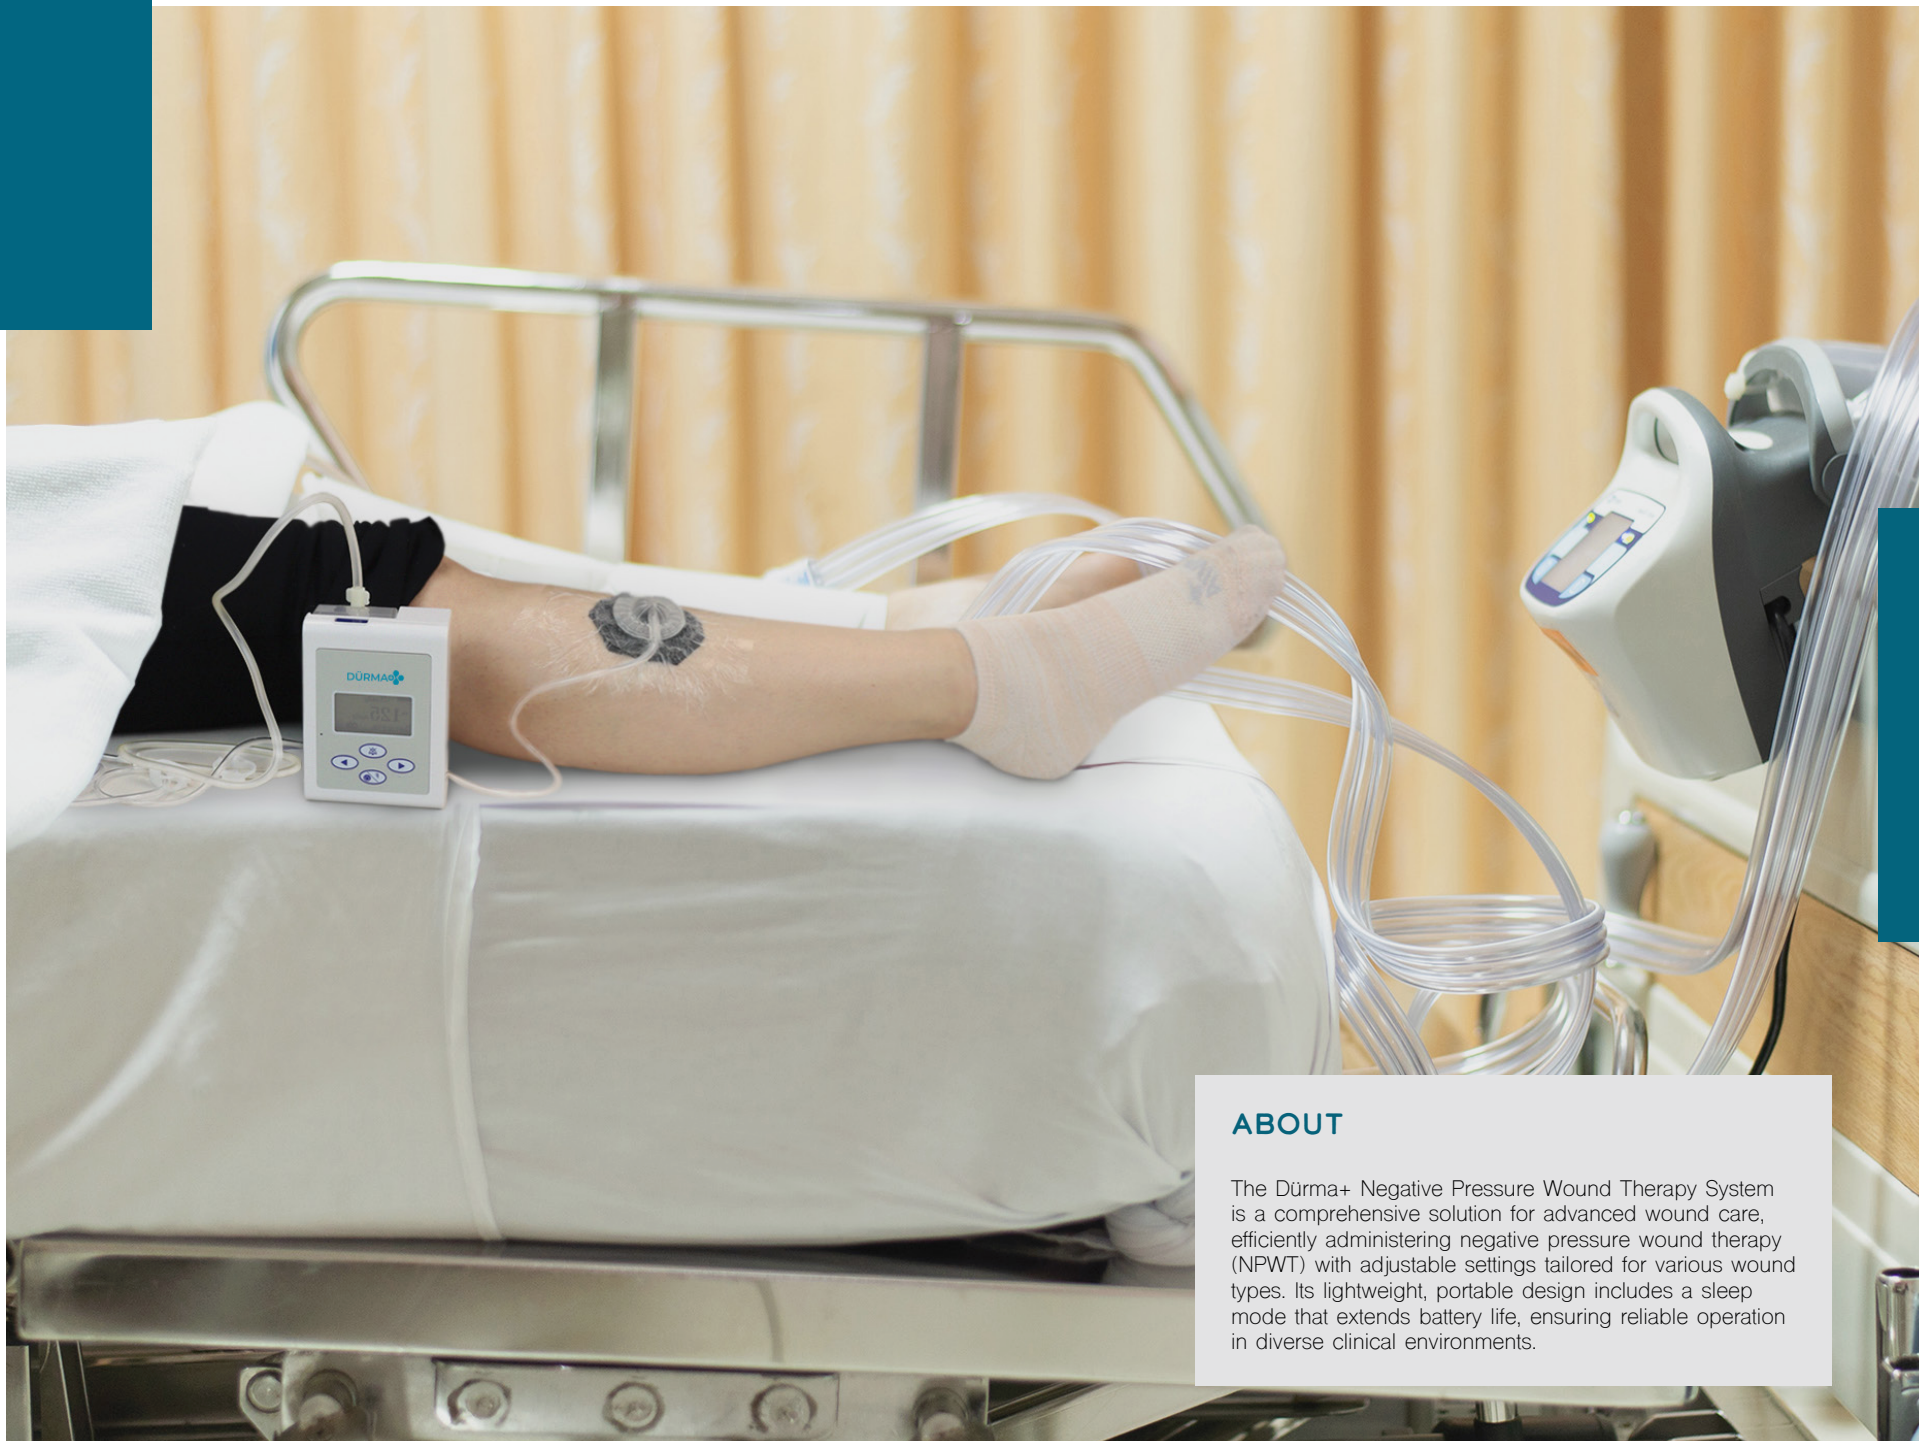 DÜRMA
ABOUT
The Dürma+ Negative Pressure Wound Therapy System
is a comprehensive solution for advanced wound care,
efficiently administering negative pressure wound therapy
(NPWT) with adjustable settings tailored for various wound
types. Its lightweight, portable design includes a sleep
mode that extends battery life, ensuring reliable operation
in diverse clinical environments.